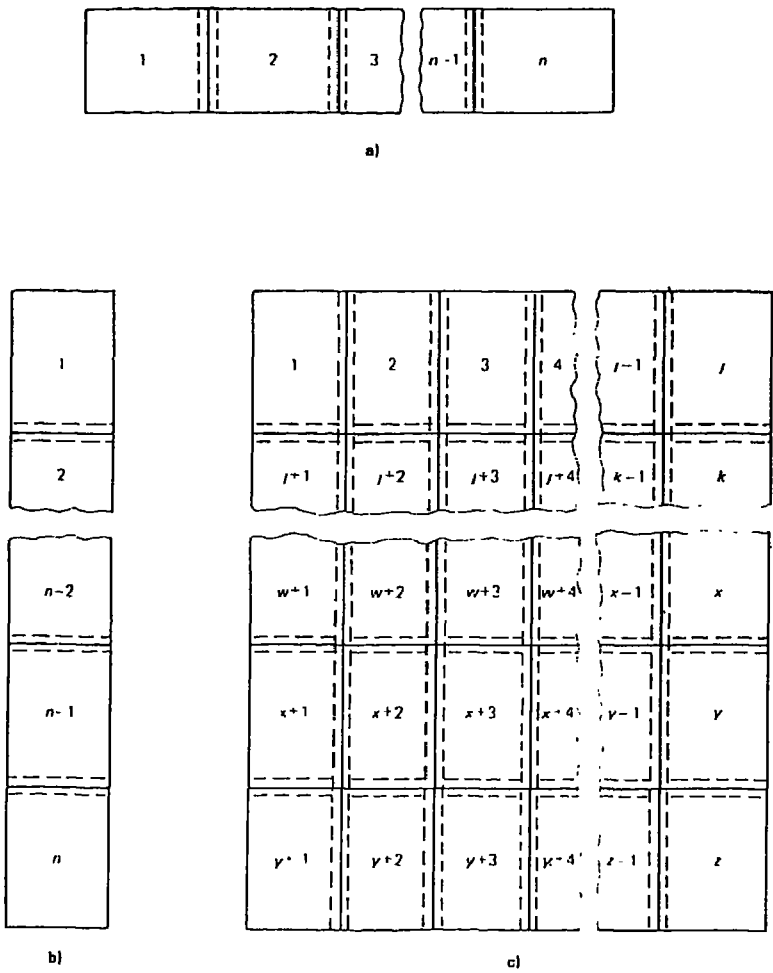 1 2 3 n-1 n
a)
1
2
n-2
n-1
n
b)
1 2 3 4 j-1 j
j+1 j+2 j+3 j+4 k-1 k
w+1 w+2 w+3 w+4 x-1 x
x+1 x+2 x+3 x+4 y-1 y
y+1 y+2 y+3 y+4 z-1 z
c)